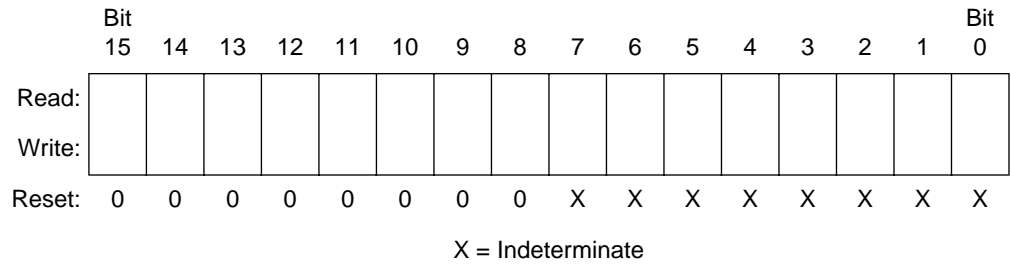 Bit Bit
15 14 13 12 11 10 9 8 7 6 5 4 3 2 1 0
Read:
Write:
Reset: 0 0 0 0 0 0 0 0 X X X X X X X X
X = Indeterminate